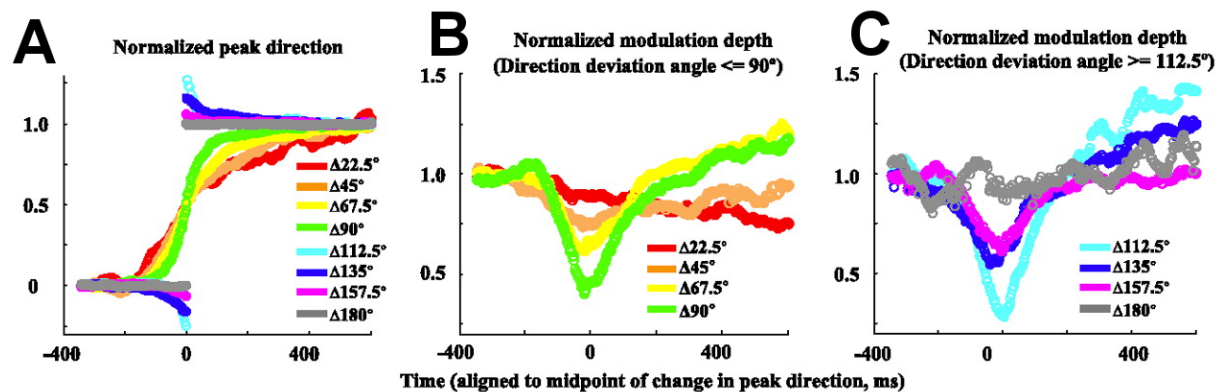 A
Normalized peak direction
1.0
0.5
0
-400
0
400
Δ22.5°
Δ45°
Δ67.5°
Δ90°
Δ112.5°
Δ135°
Δ157.5°
Δ180°
B
Normalized modulation depth
(Direction deviation angle <= 90°)
1.5
1.0
0.5
-400
0
400
Δ22.5°
Δ45°
Δ67.5°
Δ90°
C
Normalized modulation depth
(Direction deviation angle >= 112.5°)
1.5
1.0
0.5
-400
0
400
Δ112.5°
Δ135°
Δ157.5°
Δ180°
Time (aligned to midpoint of change in peak direction, ms)